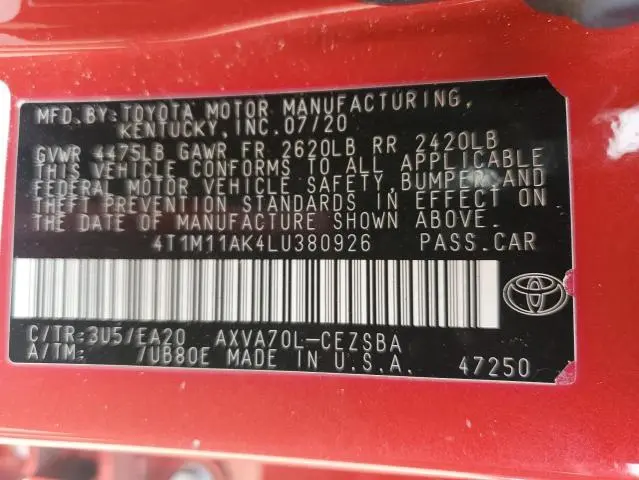 MFD. BY: TOYOTA MOTOR MANUFACTURING,
KENTUCKY, INC. 07/20
GVWR 4475LB GAWR FR 2620LB RR 2420LB
THIS VEHICLE CONFORMS TO ALL APPLICABLE
FEDERAL MOTOR VEHICLE SAFETY, BUMPER AND
THEFT PREVENTION STANDARDS IN EFFECT ON
THE DATE OF MANUFACTURE SHOWN ABOVE.
4T1M11AK4LU380926 PASS.CAR
C/TR:3U5/EA20 AXVA70L-CEZSBA
A/TM: /UB80E MADE IN U.S.A. 47250